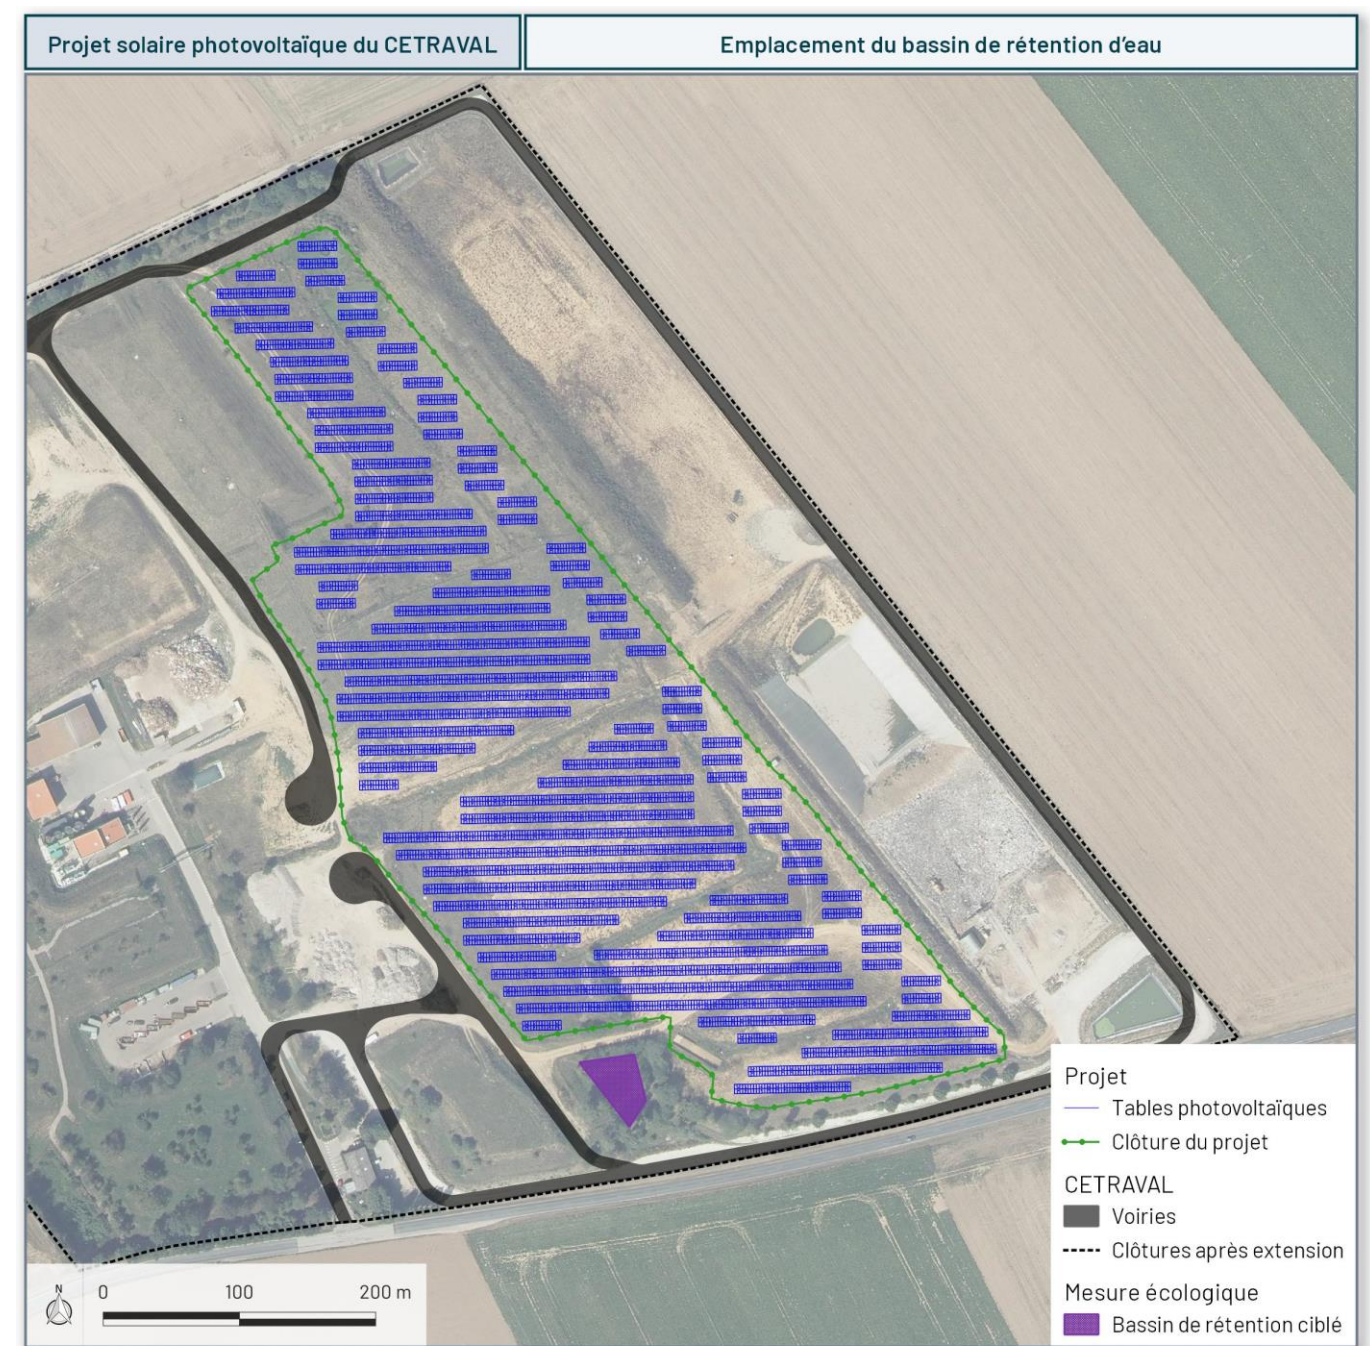 Projet solaire photovoltaïque du CETRAVAL
Emplacement du bassin de rétention d’eau
Projet
Tables photovoltaïques
Clôture du projet
CETRAVAL
Voiries
Clôtures après extension
Mesure écologique
Bassin de rétention ciblé
N
0 100 200 m